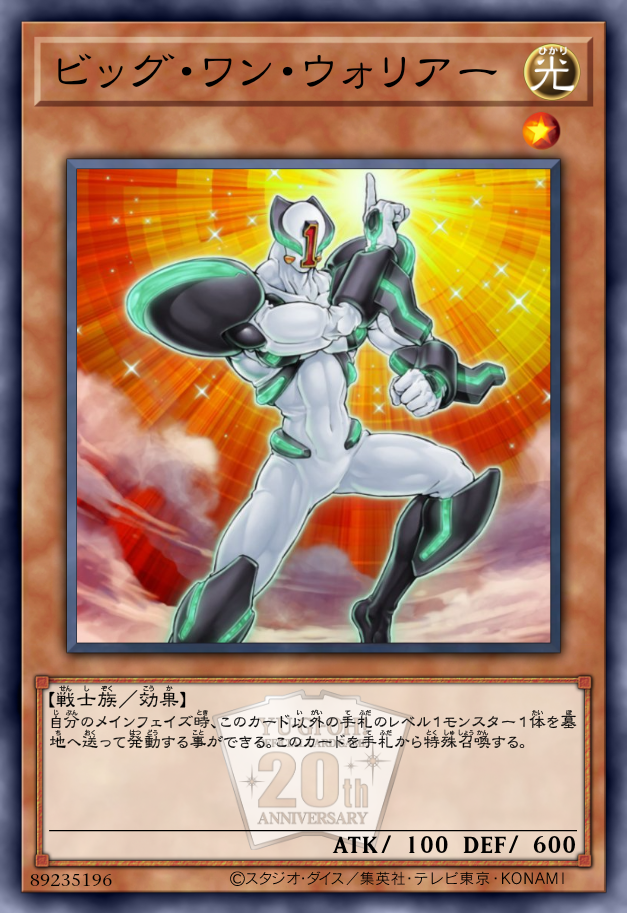 ビッグ・ワン・ウォリアー
光
1
【戦士族／効果】
自分のメインフェイズ時、このカード以外の手札のレベル1モンスター1体を墓
地へ送って発動する事ができる。このカードを手札から特殊召喚する。
20th
ANNIVERSARY
ATK/ 100 DEF/ 600
89235196 ©スタジオ・ダイス／集英社・テレビ東京・KONAMI